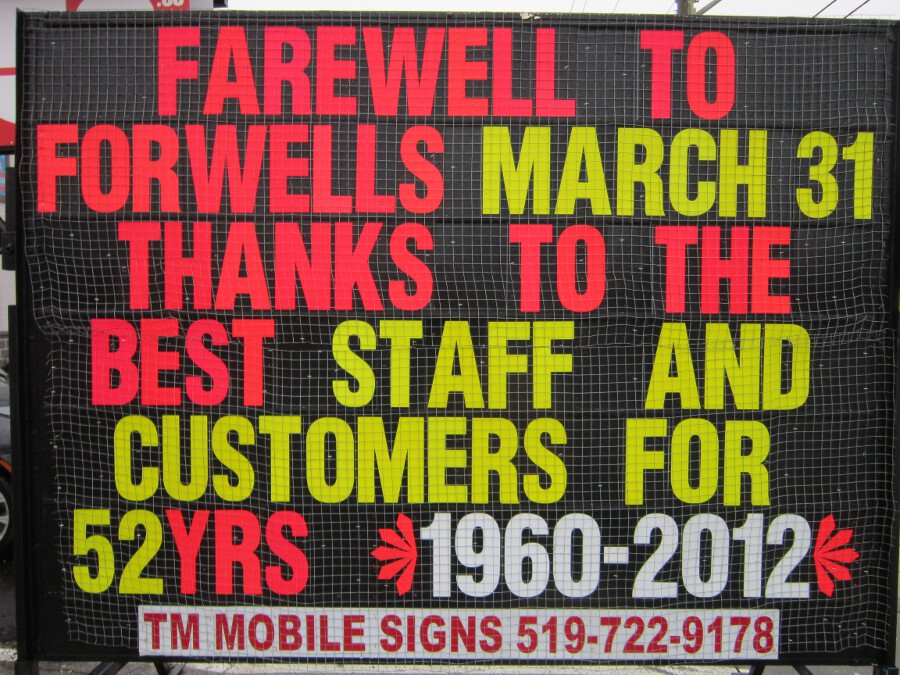 FAREWELL TO
FORWELLS MARCH 31
THANKS TO THE
BEST STAFF AND
CUSTOMERS FOR
52YRS 1960-2012
TM MOBILE SIGNS 519-722-9178